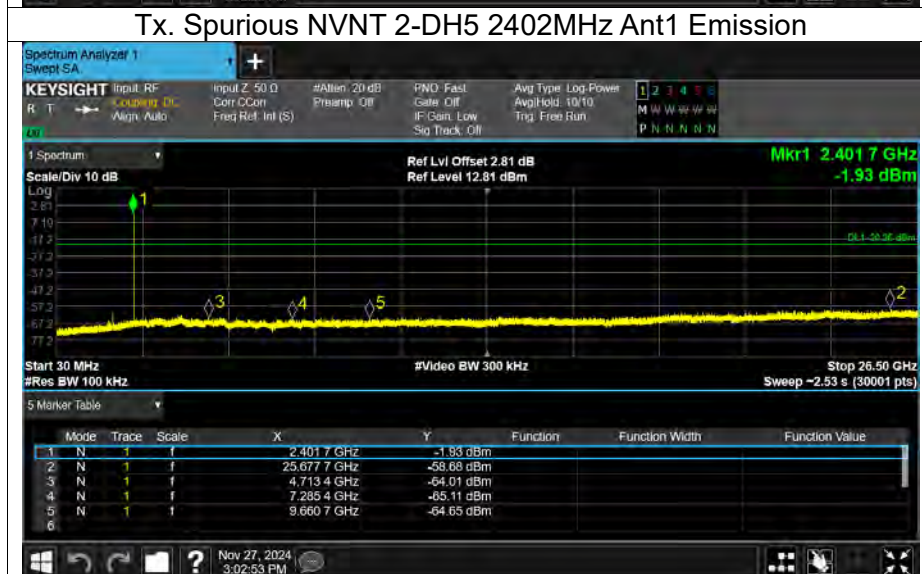 Tx. Spurious NVNT 2-DH5 2402MHz Ant1 Emission
Spectrum Analyzer 1
Swept SA
+
KEYSIGHT Input: RF Input Z: 50 Ω #Atten: 20 dB PNO: Fast Avg Type: Log-Power 1 2 3 4 5 6
R T Coupling: DC Corr CCorr Preamp: Off Gate: Off Avg|Hold: 10/10 M W W W W W
Align: Auto Freq Ref: Int (S) IF Gain: Low Trig: Free Run P N N N N N
Sig Track: Off
1 Spectrum Ref Lvl Offset 2.81 dB Mkr1 2.401 7 GHz
Scale/Div 10 dB Ref Level 12.81 dBm -1.93 dBm
Log
1
2.81
-7.19
-17.2 DL1 -20.26 dBm
-27.2
-37.2
-47.2
2
-57.2 3 4 5
-67.2
-77.2
Start 30 MHz #Video BW 300 kHz Stop 26.50 GHz
#Res BW 100 kHz Sweep ~2.53 s (30001 pts)
5 Marker Table
Mode Trace Scale X Y Function Function Width Function Value
1 N 1 f 2.401 7 GHz -1.93 dBm
2 N 1 f 25.677 7 GHz -58.68 dBm
3 N 1 f 4.713 4 GHz -64.01 dBm
4 N 1 f 7.285 4 GHz -65.11 dBm
5 N 1 f 9.660 7 GHz -64.65 dBm
6
? Nov 27, 2024
3:02:53 PM